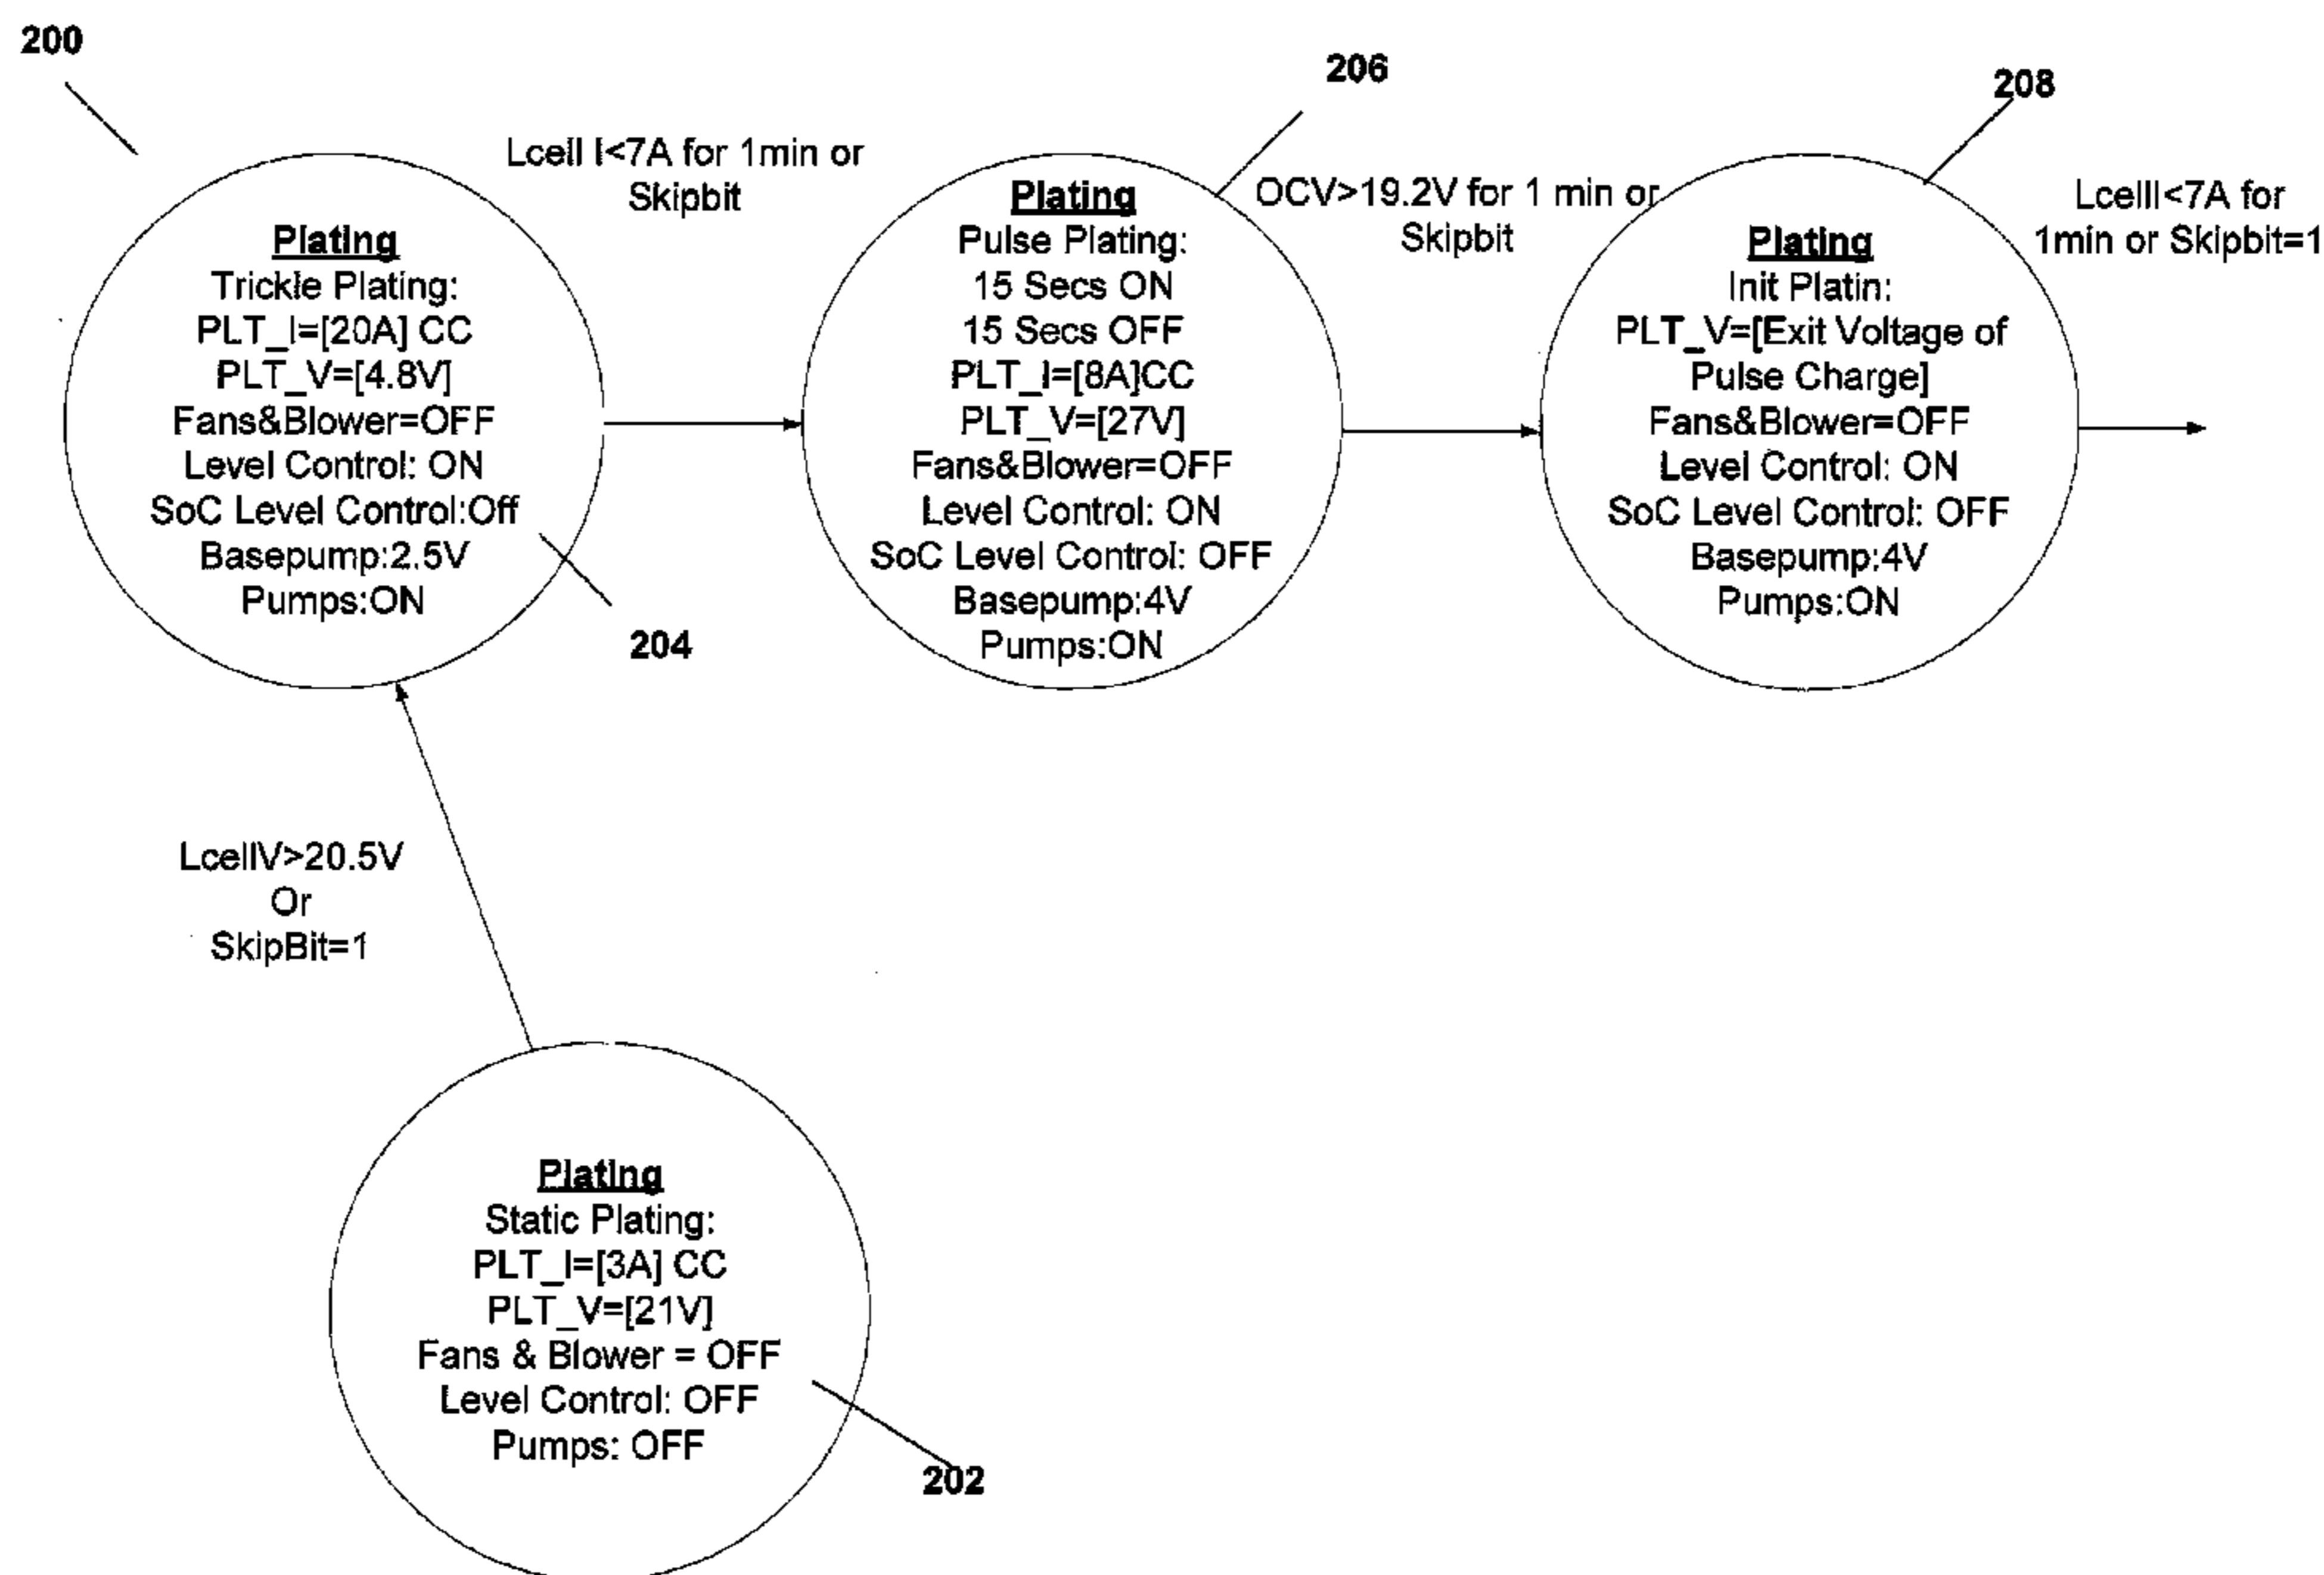 200
206
208
Lcell I<7A for 1min or
Skipbit
OCV>19.2V for 1 min or
Skipbit
LcellI<7A for
1min or Skipbit=1
Plating
Trickle Plating:
PLT_I=[20A] CC
PLT_V=[4.8V]
Fans&Blower=OFF
Level Control: ON
SoC Level Control:Off
Basepump:2.5V
Pumps:ON
204
Plating
Pulse Plating:
15 Secs ON
15 Secs OFF
PLT_I=[8A]CC
PLT_V=[27V]
Fans&Blower=OFF
Level Control: ON
SoC Level Control: OFF
Basepump:4V
Pumps:ON
Plating
Init Platin:
PLT_V=[Exit Voltage of
Pulse Charge]
Fans&Blower=OFF
Level Control: ON
SoC Level Control: OFF
Basepump:4V
Pumps:ON
LcellV>20.5V
Or
SkipBit=1
Plating
Static Plating:
PLT_I=[3A] CC
PLT_V=[21V]
Fans & Blower = OFF
Level Control: OFF
Pumps: OFF
202